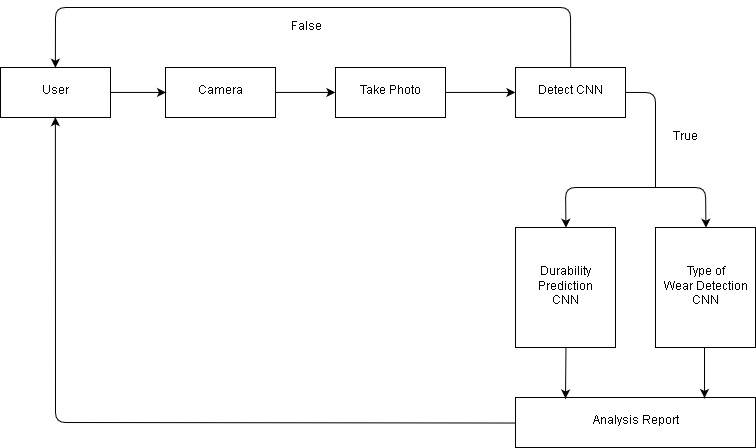 False
User
Camera
Take Photo
Detect CNN
True
Durability
Prediction
CNN
Type of
Wear Detection
CNN
Analysis Report